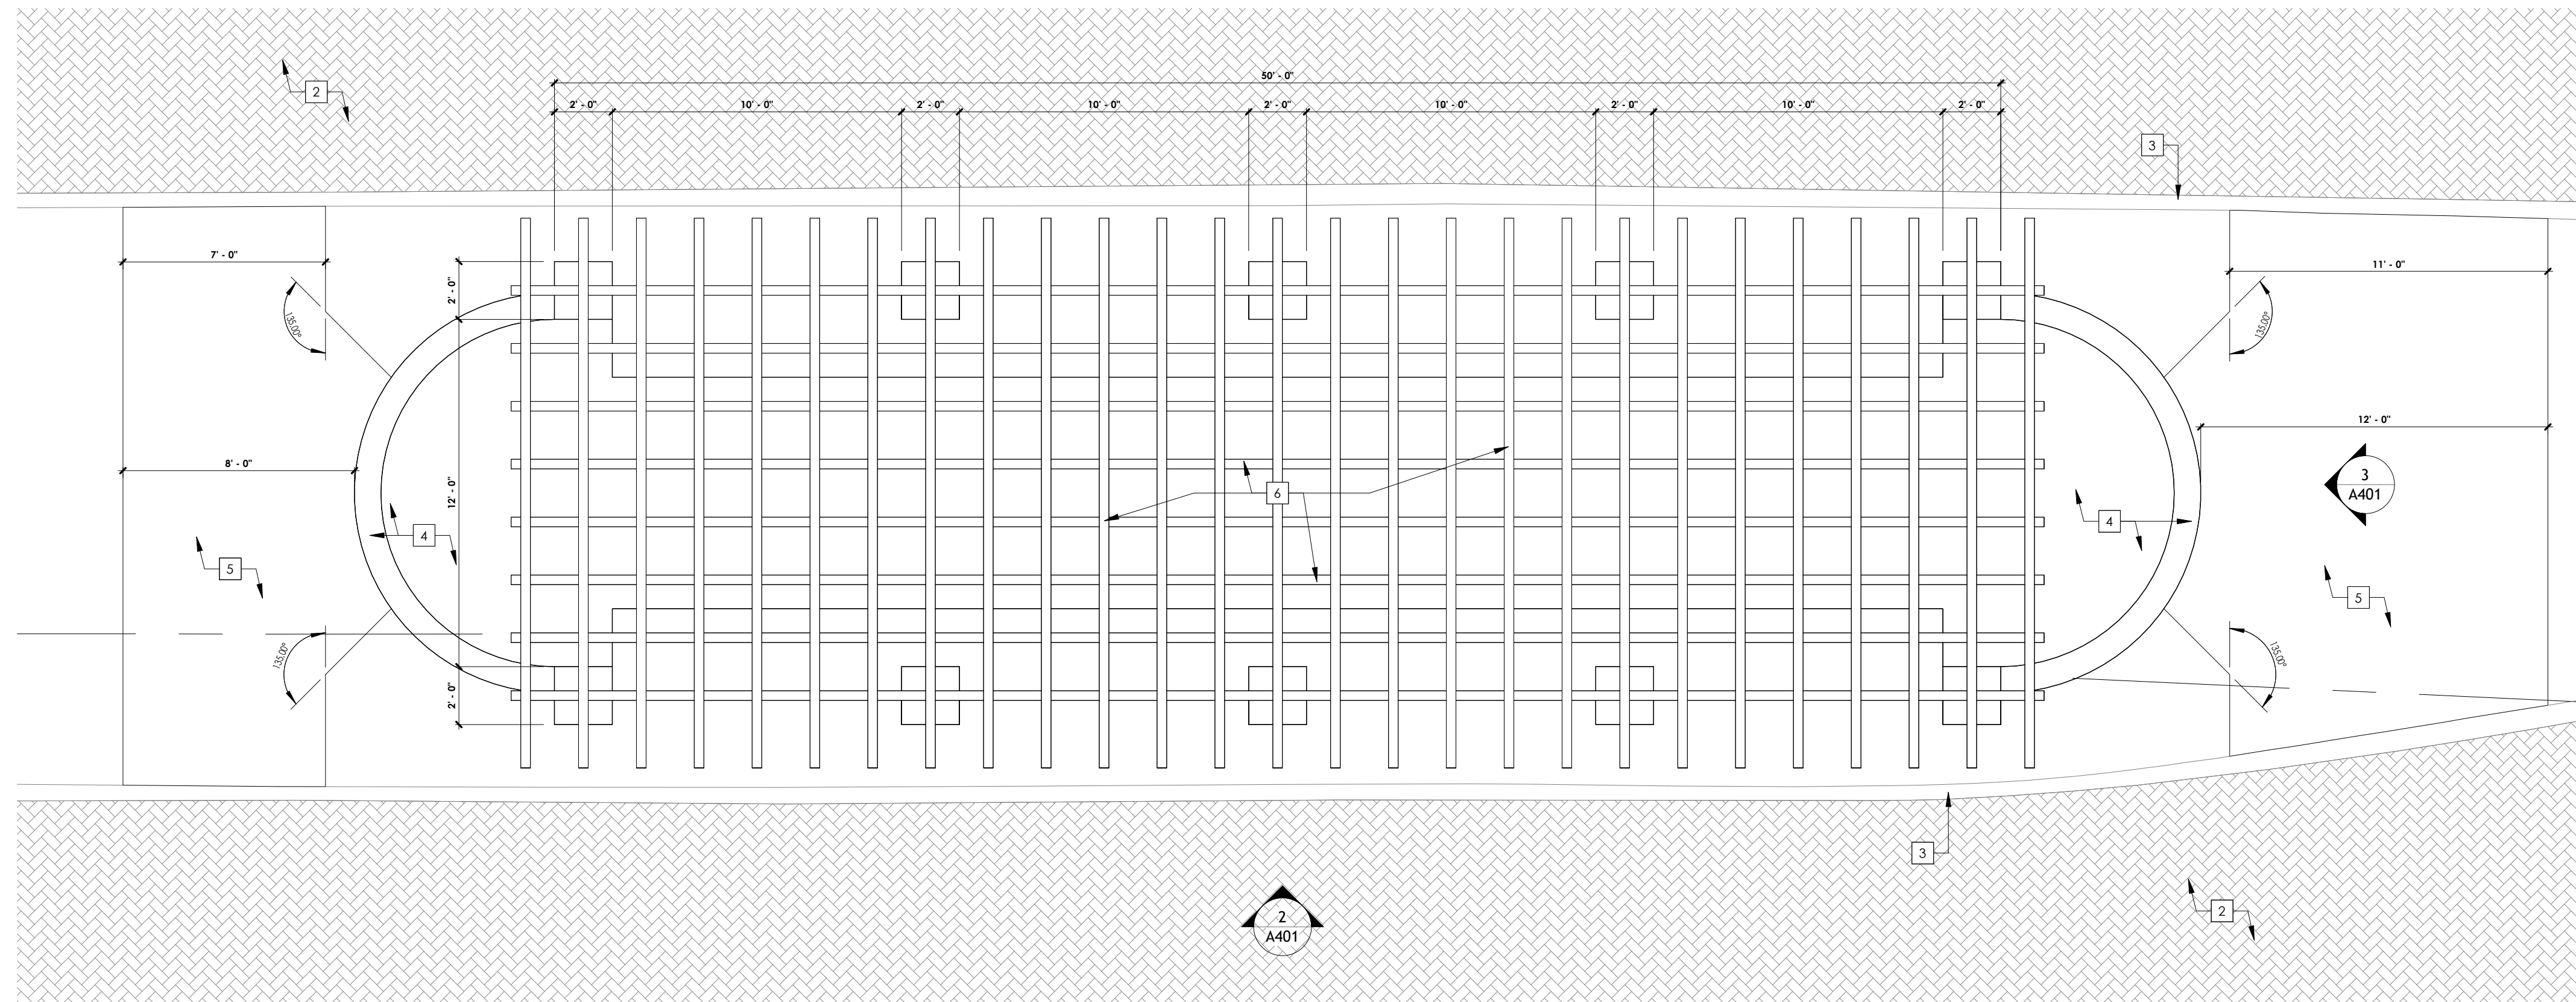 50' - 0"
2' - 0"
10' - 0"
2' - 0"
10' - 0"
2' - 0"
10' - 0"
2' - 0"
10' - 0"
2' - 0"
2
3
7' - 0"
11' - 0"
2' - 0"
135.00°
135.00°
12' - 0"
8' - 0"
12' - 0"
6
3
A401
4
4
5
5
135.00°
135.00°
2' - 0"
3
2
A401
2